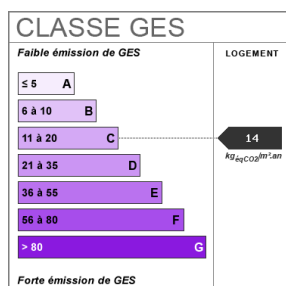 CLASSE GES
Faible émission de GES
LOGEMENT
≤ 5 A
6 à 10 B
11 à 20 C
14
kgéqCO2/m².an
21 à 35 D
36 à 55 E
56 à 80 F
> 80 G
Forte émission de GES